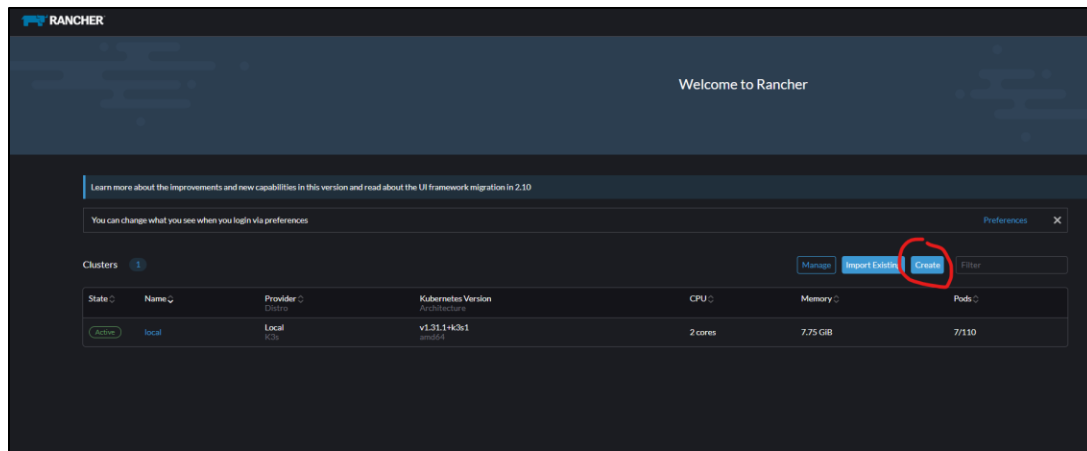 RANCHER
Welcome to Rancher
Learn more about the improvements and new capabilities in this version and read about the UI framework migration in 2.10
You can change what you see when you login via preferences Preferences
Clusters 1 Manage Import Existing Create Filter
State Name Provider Kubernetes Version CPU Memory Pods
Distro Architecture
Active local Local v1.31.1+k3s1 2 cores 7.75 GiB 7/110
K3s amd64